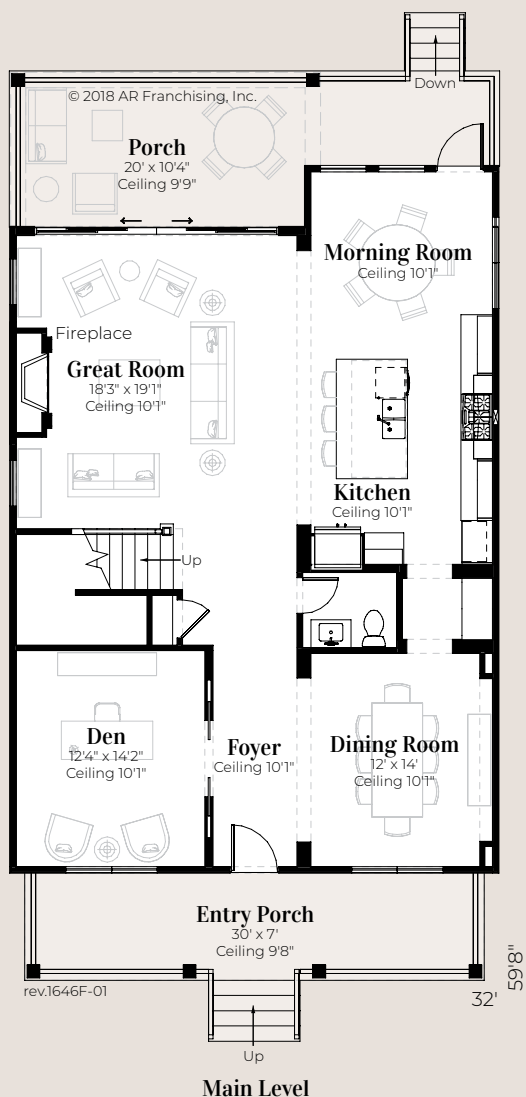 Down
© 2018 AR Franchising, Inc.
Porch
20' x 10'4"
Ceiling 9'9"
Morning Room
Ceiling 10'1"
Fireplace
Great Room
18'3" x 19'1"
Ceiling 10'1"
Kitchen
Ceiling 10'1"
Up
Den
12'4" x 14'2"
Ceiling 10'1"
Foyer
Ceiling 10'1"
Dining Room
12' x 14'
Ceiling 10'1"
Entry Porch
30' x 7'
Ceiling 9'8"
rev.1646F-01
32'
59'8"
Up
Main Level